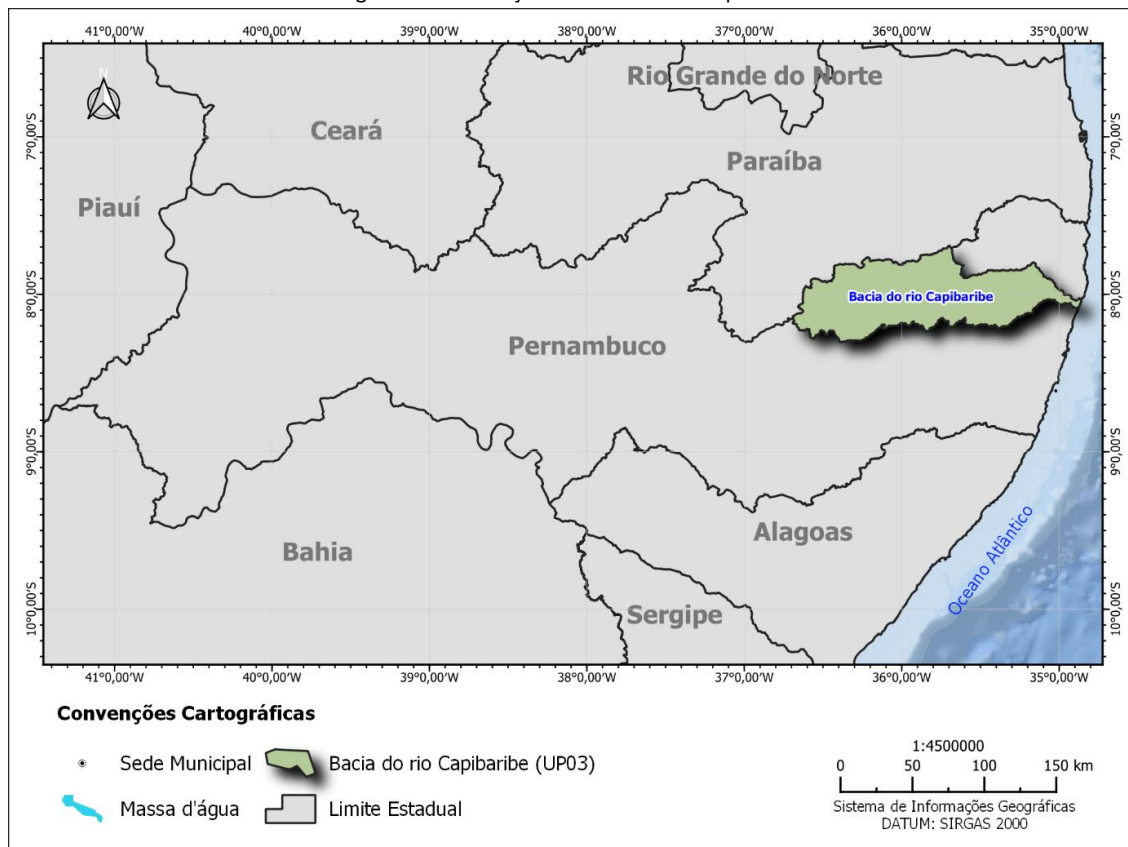 41°0,00'W 40°0,00'W 39°0,00'W 38°0,00'W 37°0,00'W 36°0,00'W 35°0,00'W
N
Rio Grande do Norte
Ceará
Paraíba
Piauí
7°0,00'S 7°0,00'S
Bacia do rio Capibaribe
8°0,00'S 8°0,00'S
Pernambuco
9°0,00'S 9°0,00'S
Alagoas
Bahia
Oceano Atlântico
Sergipe
10°0,00'S 10°0,00'S
41°0,00'W 40°0,00'W 39°0,00'W 38°0,00'W 37°0,00'W 36°0,00'W 35°0,00'W
Convenções Cartográficas
Sede Municipal
Bacia do rio Capibaribe (UP03)
Massa d'água
Limite Estadual
1:4500000
0 50 100 150 km
Sistema de Informações Geográficas
DATUM: SIRGAS 2000